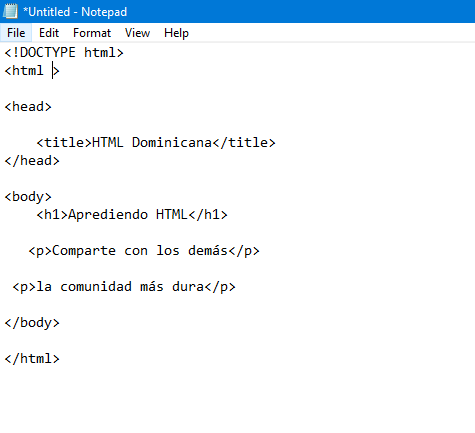 *Untitled - Notepad
File Edit Format View Help
<!DOCTYPE html>
<html >
<head>
<title>HTML Dominicana</title>
</head>
<body>
<h1>Aprediendo HTML</h1>
<p>Comparte con los demás</p>
<p>la comunidad más dura</p>
</body>
</html>